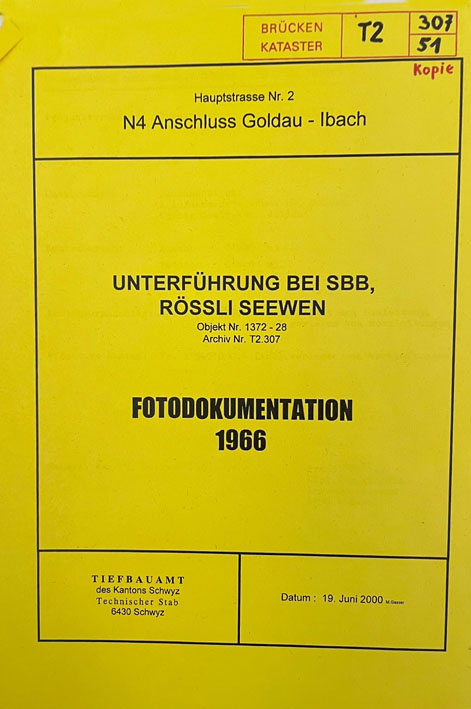 BRÜCKEN
KATASTER
T2
307
51
Kopie
Hauptstrasse Nr. 2
N4 Anschluss Goldau - Ibach
UNTERFÜHRUNG BEI SBB,
RÖSSLI SEEWEN
Objekt Nr. 1372 - 28
Archiv Nr. T2.307
FOTODOKUMENTATION
1966
TIEFBAUAMT
des Kantons Schwyz
Technischer Stab
6430 Schwyz
Datum : 19. Juni 2000 M.Gasser